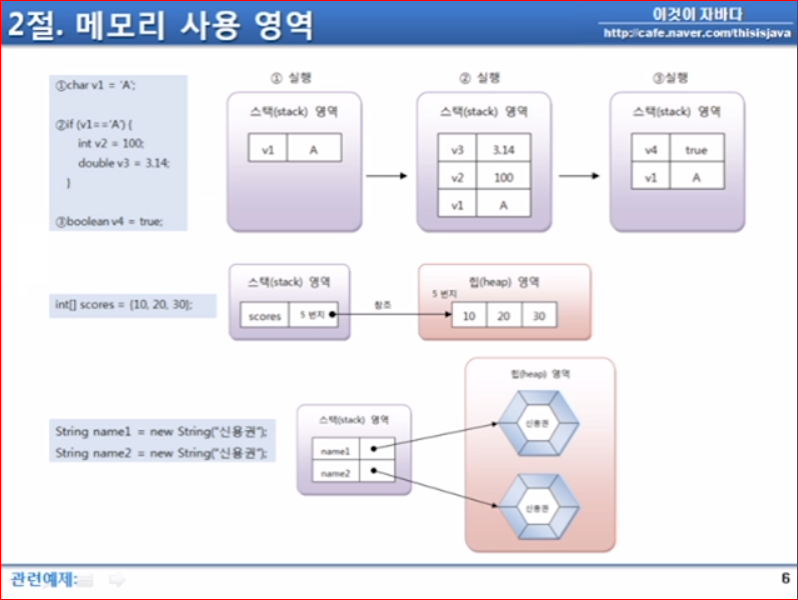 2절. 메모리 사용 영역
이것이 자바다
http://cafe.naver.com/thisisjava
①char v1 = 'A';
②if (v1=='A') {
int v2 = 100;
double v3 = 3.14;
}
③boolean v4 = true;
① 실행
스택(stack) 영역
v1 A
② 실행
스택(stack) 영역
v3 3.14
v2 100
v1 A
③실행
스택(stack) 영역
v4 true
v1 A
int[] scores = {10, 20, 30};
스택(stack) 영역
scores 5 번지
참조
힙(heap) 영역
5 번지
10 20 30
String name1 = new String("신용권");
String name2 = new String("신용권");
스택(stack) 영역
name1
name2
힙(heap) 영역
신용권
신용권
관련예제:
6